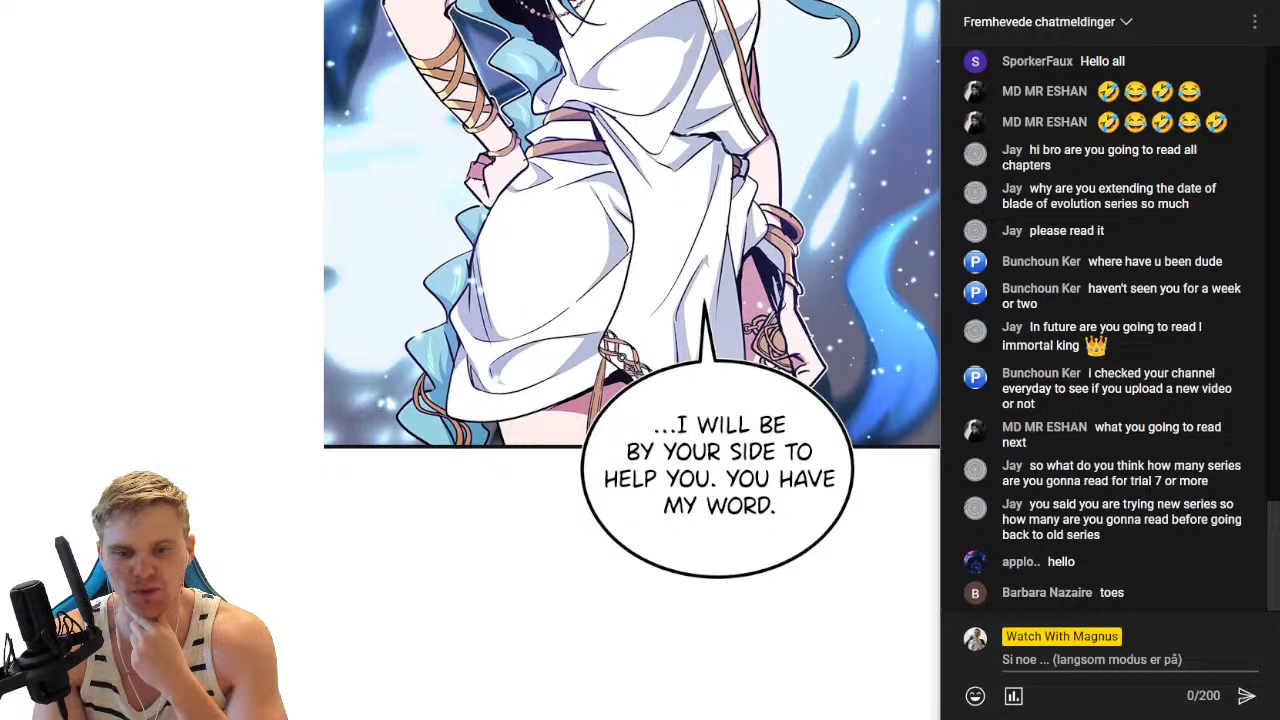 ...I WILL BE
BY YOUR SIDE TO
HELP YOU. YOU HAVE
MY WORD.
Fremhevede chatmeldinger
S SporkerFaux Hello all
MD MR ESHAN 🤣😂🤣😂
MD MR ESHAN 🤣😂🤣😂🤣
Jay hi bro are you going to read all
chapters
Jay why are you extending the date of
blade of evolution series so much
Jay please read it
P Bunchoun Ker where have u been dude
P Bunchoun Ker haven't seen you for a week
or two
Jay In future are you going to read I
immortal king 👑
P Bunchoun Ker I checked your channel
everyday to see if you upload a new video
or not
MD MR ESHAN what you going to read
next
Jay so what do you think how many series
are you gonna read for trial 7 or more
Jay you said you are trying new series so
how many are you gonna read before going
back to old series
applo.. hello
B Barbara Nazaire toes
Watch With Magnus
Si noe ... (langsom modus er på)
0/200